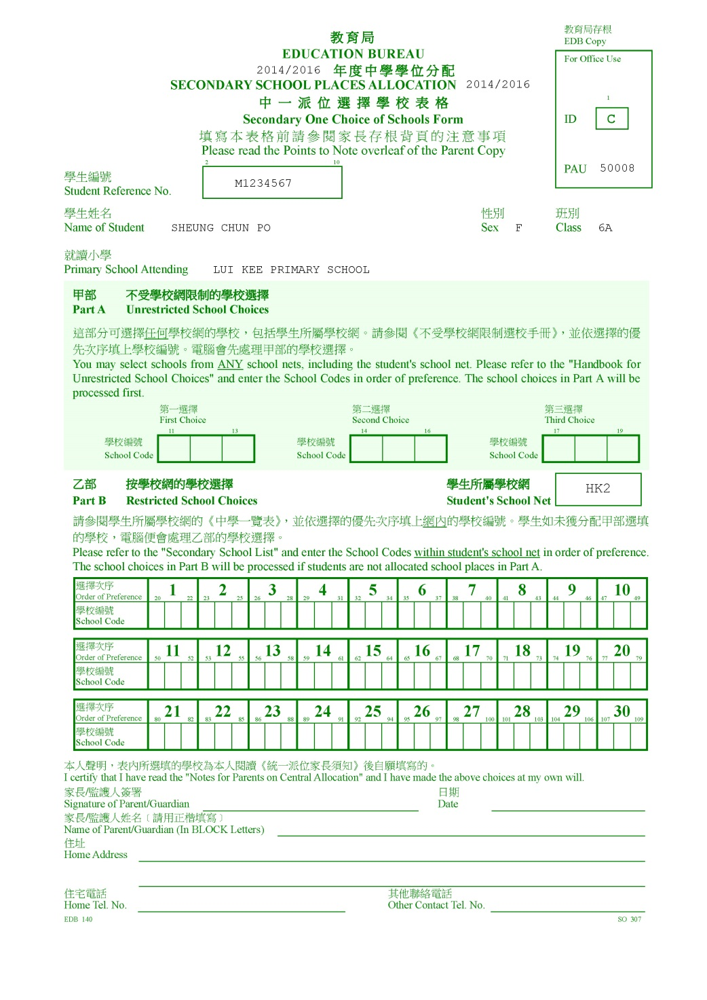 教育局存根
EDB Copy
教育局
EDUCATION BUREAU
2014/2016 年度中學學位分配
SECONDARY SCHOOL PLACES ALLOCATION 2014/2016
中一派位選擇學校表格
Secondary One Choice of Schools Form
填寫本表格前請參閱家長存根背頁的注意事項
Please read the Points to Note overleaf of the Parent Copy
For Office Use
1
ID C
PAU 50008
2 10
學生編號
Student Reference No. M1234567
學生姓名 性別 班別
Name of Student SHEUNG CHUN PO Sex F Class 6A
就讀小學
Primary School Attending LUI KEE PRIMARY SCHOOL
甲部 不受學校網限制的學校選擇
Part A Unrestricted School Choices
這部分可選擇任何學校網的學校，包括學生所屬學校網。請參閱《不受學校網限制選校手冊》，並依選擇的優
先次序填上學校編號。電腦會先處理甲部的學校選擇。
You may select schools from ANY school nets, including the student's school net. Please refer to the "Handbook for
Unrestricted School Choices" and enter the School Codes in order of preference. The school choices in Part A will be
processed first.
第一選擇 第二選擇 第三選擇
First Choice Second Choice Third Choice
11 13 14 16 17 19
學校編號 學校編號 學校編號
School Code School Code School Code
乙部 按學校網的學校選擇 學生所屬學校網
Part B Restricted School Choices Student's School Net HK2
請參閱學生所屬學校網的《中學一覽表》，並依選擇的優先次序填上網內的學校編號。學生如未獲分配甲部選填
的學校，電腦便會處理乙部的學校選擇。
Please refer to the "Secondary School List" and enter the School Codes within student's school net in order of preference.
The school choices in Part B will be processed if students are not allocated school places in Part A.
選擇次序 1 2 3 4 5 6 7 8 9 10
Order of Preference 20 22 23 25 26 28 29 31 32 34 35 37 38 40 41 43 44 46 47 49
學校編號
School Code
選擇次序 11 12 13 14 15 16 17 18 19 20
Order of Preference 50 52 53 55 56 58 59 61 62 64 65 67 68 70 71 73 74 76 77 79
學校編號
School Code
選擇次序 21 22 23 24 25 26 27 28 29 30
Order of Preference 80 82 83 85 86 88 89 91 92 94 95 97 98 100 101 103 104 106 107 109
學校編號
School Code
本人聲明，表內所選填的學校為本人閱讀《統一派位家長須知》後自願填寫的。
I certify that I have read the "Notes for Parents on Central Allocation" and I have made the above choices at my own will.
家長/監護人簽署 日期
Signature of Parent/Guardian Date
家長/監護人姓名﹝請用正楷填寫﹞
Name of Parent/Guardian (In BLOCK Letters)
住址
Home Address
住宅電話 其他聯絡電話
Home Tel. No. Other Contact Tel. No.
EDB 140 SO 307